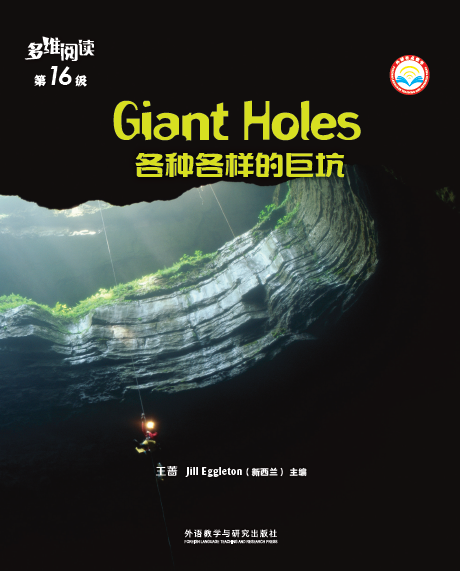 多维阅读
第16级
Giant Holes
各种各样的巨坑
王蔷 Jill Eggleton（新西兰） 主编
外语教学与研究出版社
FOREIGN LANGUAGE TEACHING AND RESEARCH PRESS